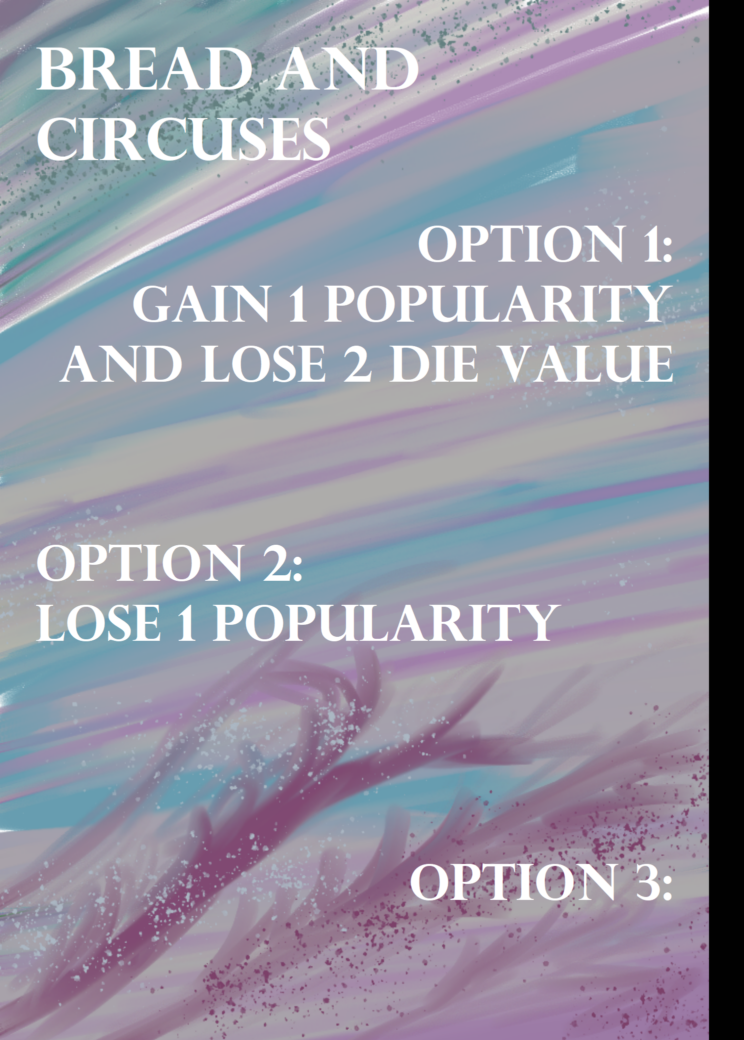 BREAD AND
CIRCUSES
OPTION 1:
GAIN 1 POPULARITY
AND LOSE 2 DIE VALUE
OPTION 2:
LOSE 1 POPULARITY
OPTION 3: